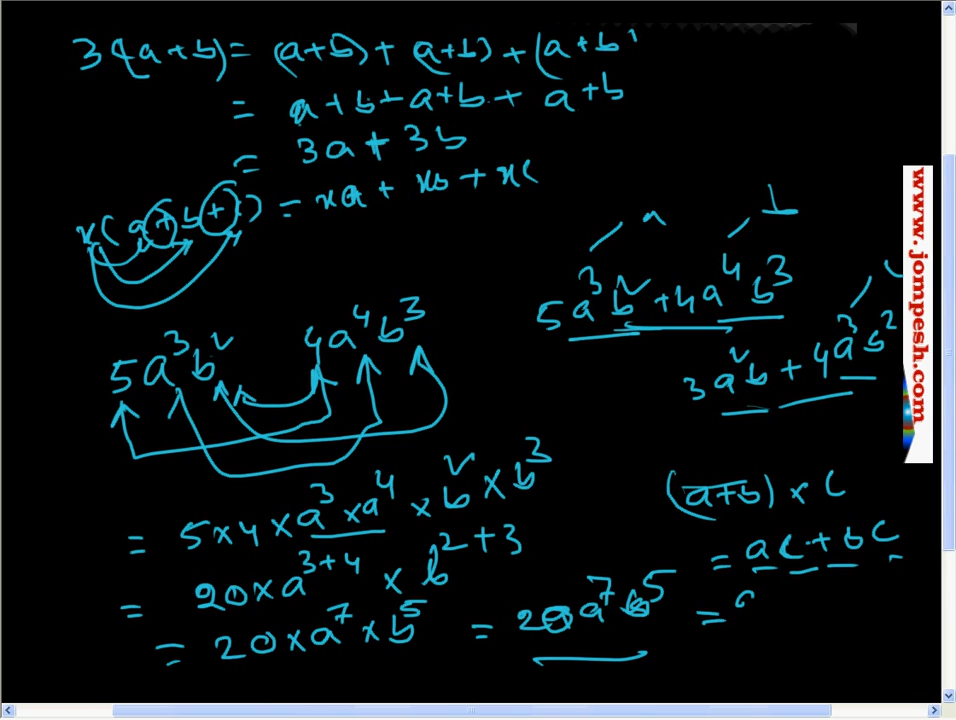 3(a+b) = (a+b) + (a+b) + (a+b)
= a+b+a+b+a+b
= 3a+3b
x(a+b+c) = xa + xb + xc
5a³b² + 4a⁴b³
3a²b + 4a³b²
5a³b² 4a⁴b³
= 5×4×a³×a⁴×b²×b³
= 20×a³⁺⁴×b²⁺³
= 20×a⁷×b⁵ = 20a⁷b⁵
(a+b)×c
= ac+bc
=
www.jompesh.com